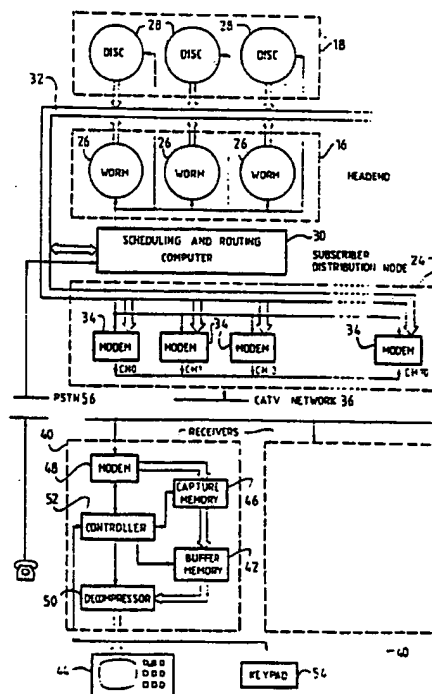 28 28 18
DISC DISC DISC
32
16
26 26 26
WORM WORM WORM
HEADEND
SCHEDULING AND ROUTING
COMPUTER
30
SUBSCRIBER
DISTRIBUTION NODE
24
34 34 34 34
MODEM MODEM MODEM MODEM
CH0 CH1
PSTN 56
CATV NETWORK 36
40 RECEIVERS
MODEM
48
CAPTURE
MEMORY
46
52
CONTROLLER
BUFFER
MEMORY
42
50
DECOMPRESSOR
40
44
KEYPAD
54